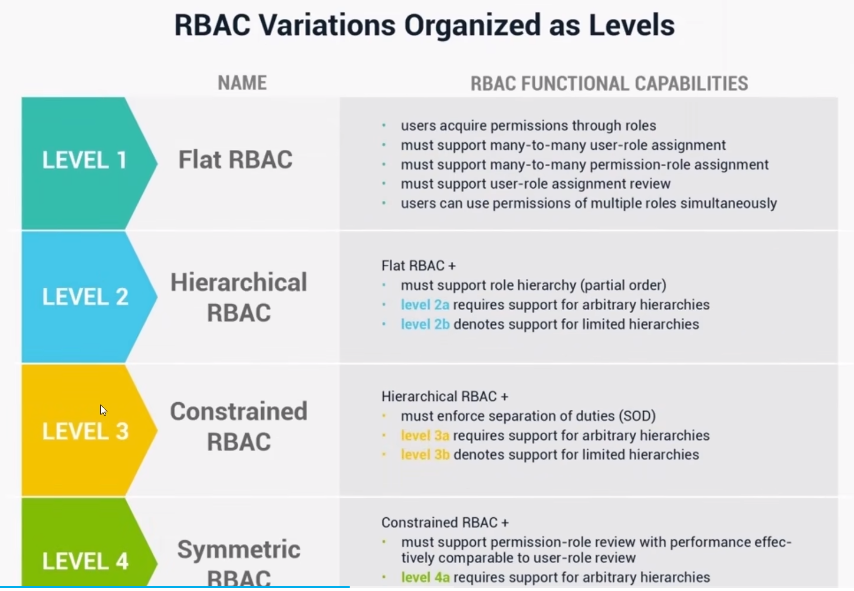 RBAC Variations Organized as Levels
NAME
RBAC FUNCTIONAL CAPABILITIES
LEVEL 1
Flat RBAC
users acquire permissions through roles
must support many-to-many user-role assignment
must support many-to-many permission-role assignment
must support user-role assignment review
users can use permissions of multiple roles simultaneously
LEVEL 2
Hierarchical
RBAC
Flat RBAC +
must support role hierarchy (partial order)
level 2a requires support for arbitrary hierarchies
level 2b denotes support for limited hierarchies
LEVEL 3
Constrained
RBAC
Hierarchical RBAC +
must enforce separation of duties (SOD)
level 3a requires support for arbitrary hierarchies
level 3b denotes support for limited hierarchies
LEVEL 4
Symmetric
RBAC
Constrained RBAC +
must support permission-role review with performance effec-
tively comparable to user-role review
level 4a requires support for arbitrary hierarchies